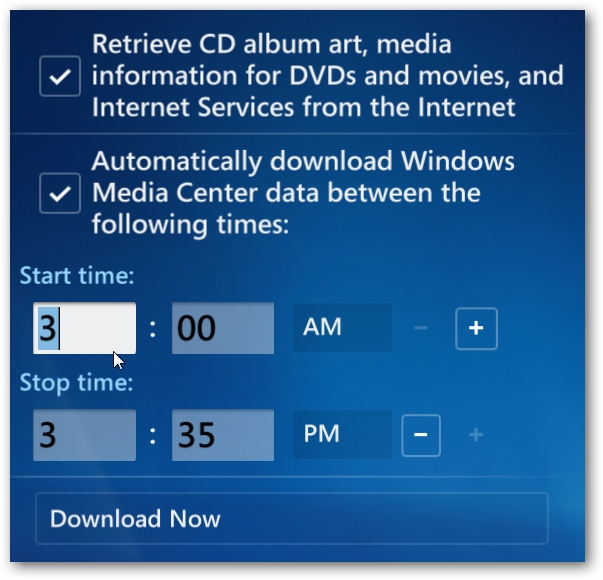 Retrieve CD album art, media
information for DVDs and movies, and
Internet Services from the Internet
Automatically download Windows
Media Center data between the
following times:
Start time:
3 : 00 AM - +
Stop time:
3 : 35 PM - +
Download Now